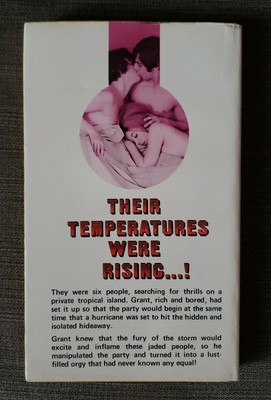 THEIR
TEMPERATURES
WERE
RISING...!
They were six people, searching for thrills on a
private tropical island. Grant, rich and bored, had
set it up so that the party would begin at the same
time that a hurricane was set to hit the hidden and
isolated hideaway.
Grant knew that the fury of the storm would
excite and inflame these jaded people, so he
manipulated the party and turned it into a lust-
filled orgy that had never known any equal!